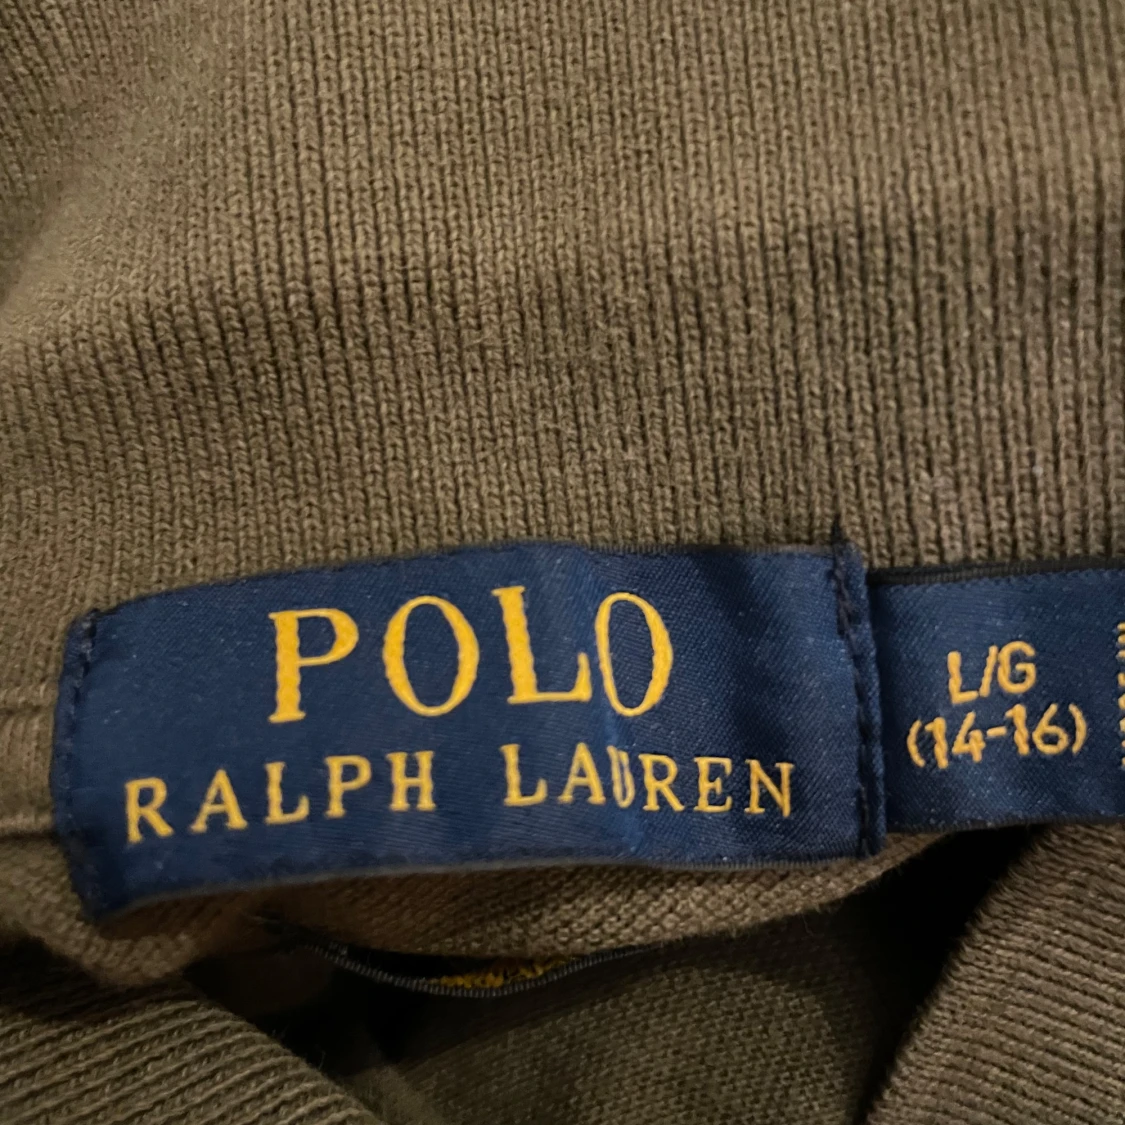 POLO
RALPH LAUREN
L/G
(14-16)